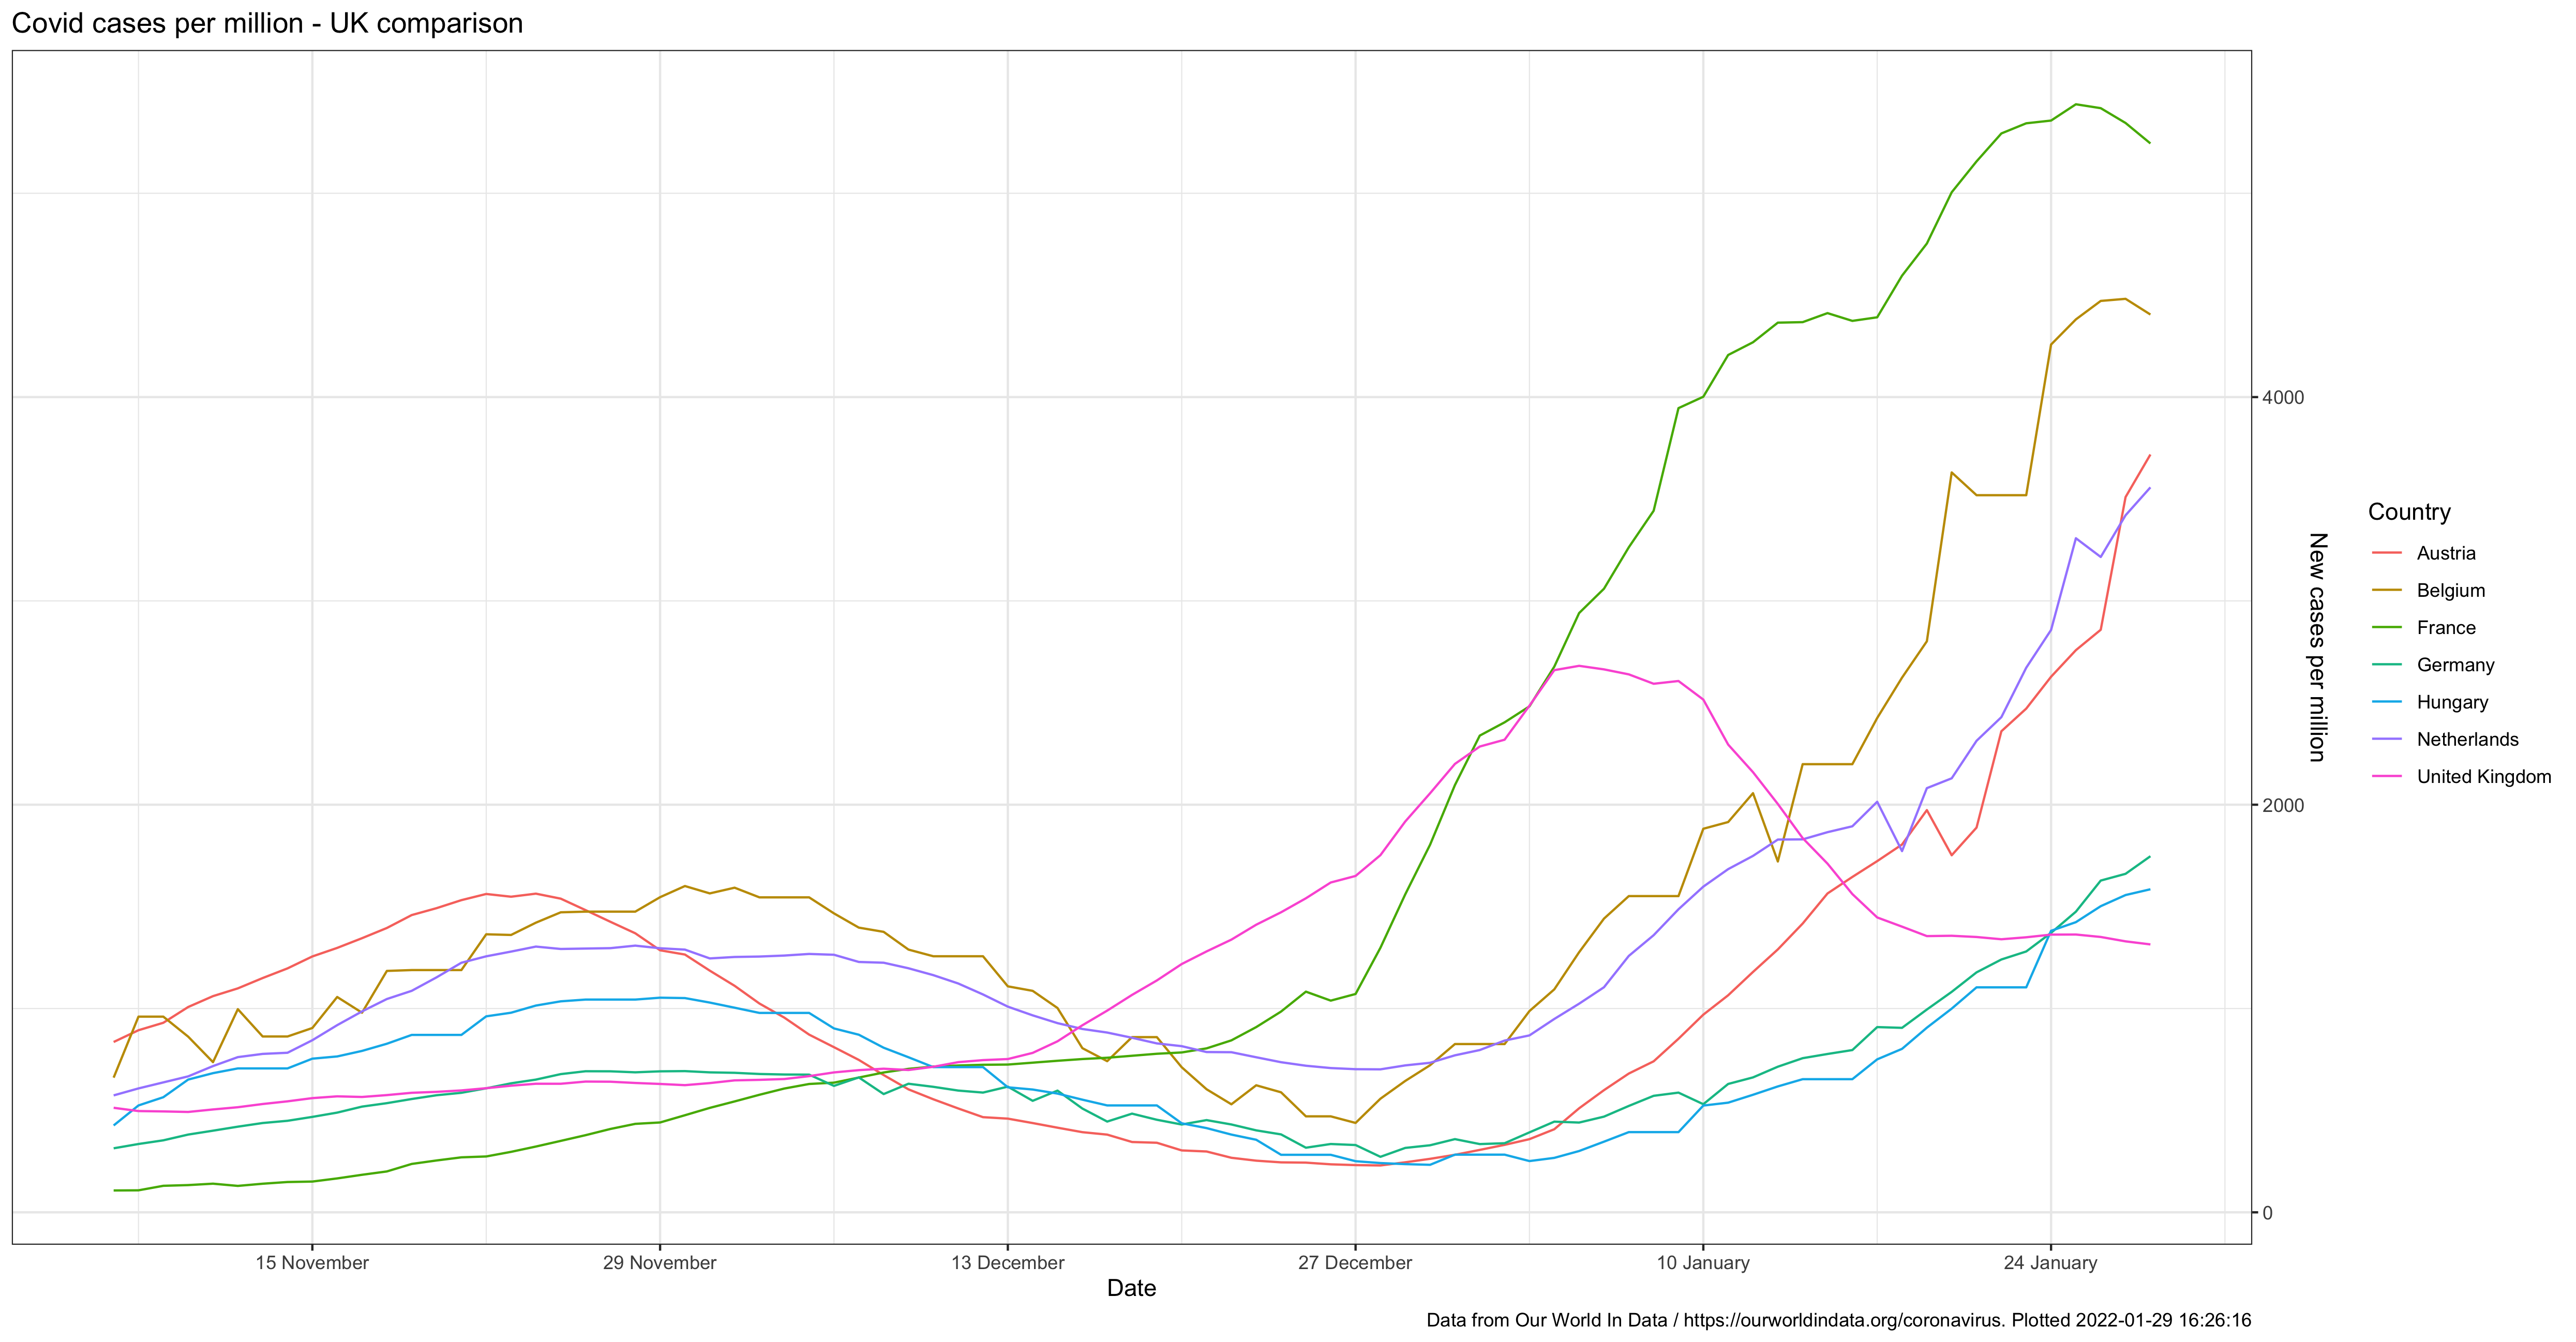 Covid cases per million - UK comparison
4000
2000
0
New cases per million
15 November
29 November
13 December
27 December
10 January
24 January
Date
Country
Austria
Belgium
France
Germany
Hungary
Netherlands
United Kingdom
Data from Our World In Data / https://ourworldindata.org/coronavirus. Plotted 2022-01-29 16:26:16